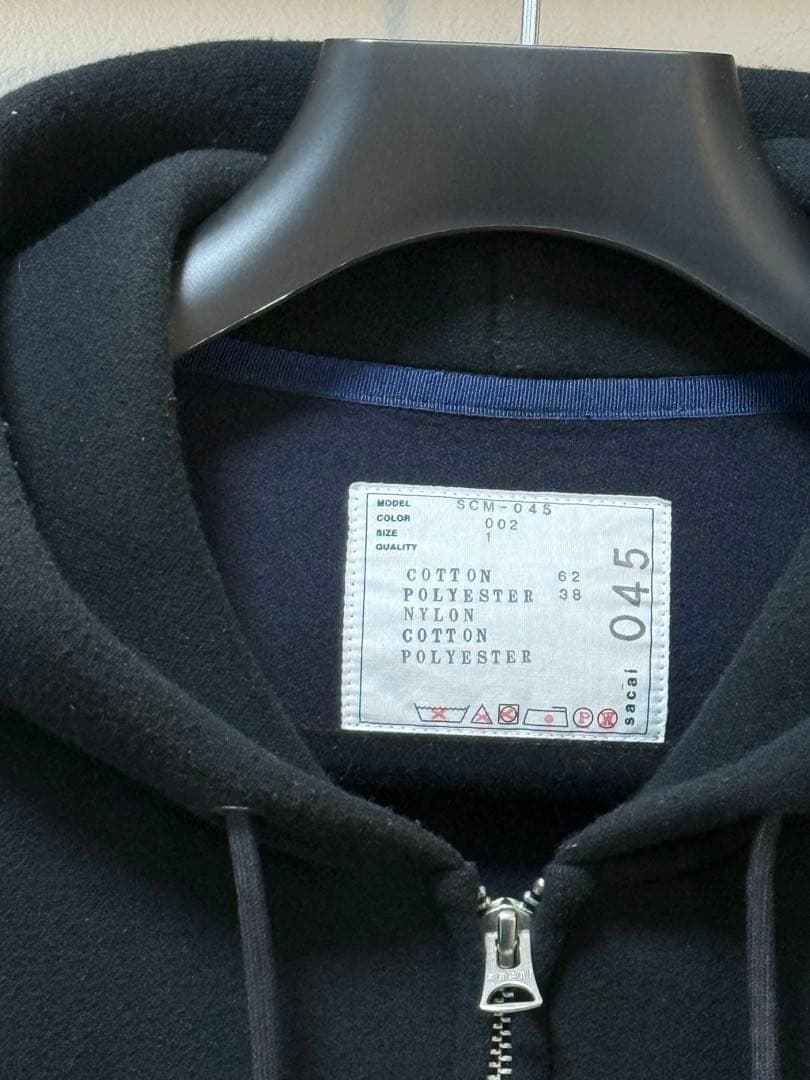 MODEL SCM-045
COLOR 002
SIZE 1
QUALITY
COTTON 62
POLYESTER 38
NYLON
COTTON
POLYESTER
sacai 045
P W